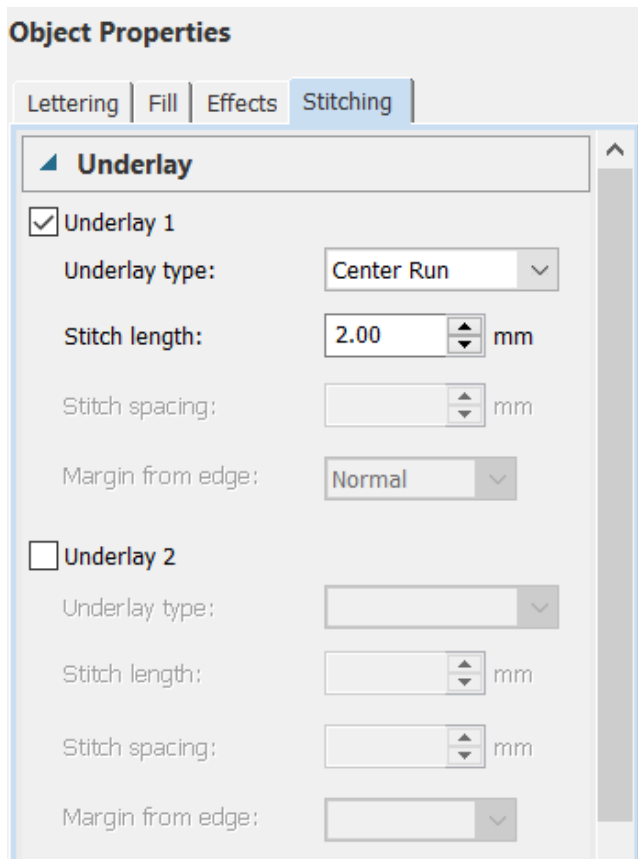 Object Properties
Lettering Fill Effects Stitching
Underlay
Underlay 1
Underlay type: Center Run
Stitch length: 2.00 mm
Stitch spacing: mm
Margin from edge: Normal
Underlay 2
Underlay type:
Stitch length: mm
Stitch spacing: mm
Margin from edge: